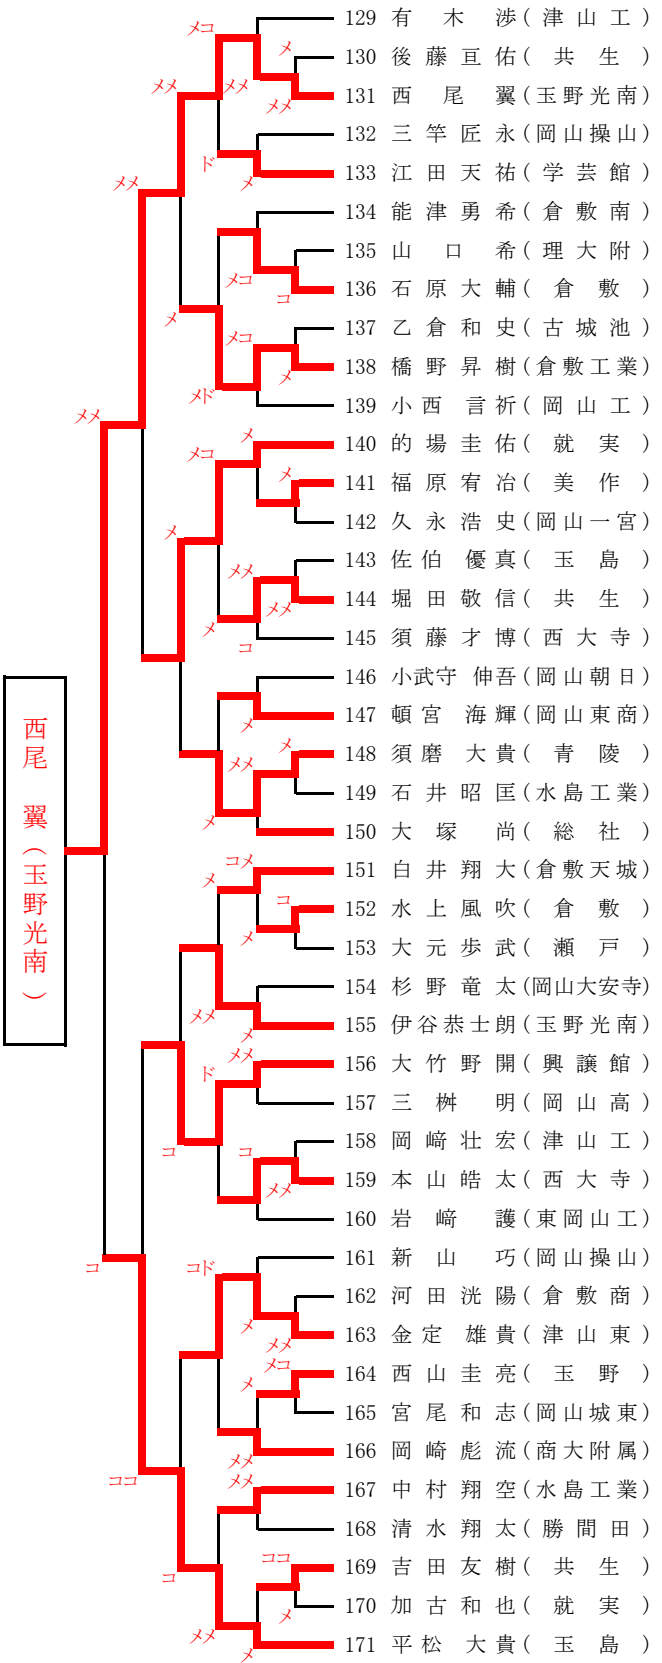 129 有木渉(津山工)
メコ
130 後藤亘佑(共生)
メ
メメ
メメ
131 西尾翼(玉野光南)
メメ
132 三竿匠永(岡山操山)
ド
133 江田天祐(学芸館)
メ
メメ
134 能津勇希(倉敷南)
135 山口希(理大附)
メコ
136 石原大輔(倉敷)
コ
メ
137 乙倉和史(古城池)
メコ
138 橋野昇樹(倉敷工業)
メ
メド
139 小西言祈(岡山工)
メメ
140 的場圭佑(就実)
メ
メコ
141 福原宥冶(美作)
メ
142 久永浩史(岡山一宮)
メ
143 佐伯優真(玉島)
メメ
144 堀田敬信(共生)
メメ
メ
145 須藤才博(西大寺)
コ
146 小武守伸吾(岡山朝日)
147 頓宮海輝(岡山東商)
メ
148 須磨大貴(青陵)
メ
メメ
149 石井昭匡(水島工業)
150 大塚尚(総社)
メ
西尾翼(玉野光南)
151 白井翔大(倉敷天城)
コメ
メ
152 水上風吹(倉敷)
コ
メ
153 大元歩武(瀬戸)
154 杉野竜太(岡山大安寺)
メメ
155 伊谷恭士朗(玉野光南)
メ
156 大竹野開(興譲館)
メメ
ド
157 三桝明(岡山高)
158 岡﨑壮宏(津山工)
コ
コ
159 本山皓太(西大寺)
メメ
160 岩﨑護(東岡山工)
161 新山巧(岡山操山)
コ
コド
162 河田洸陽(倉敷商)
メ
163 金定雄貴(津山東)
メメ
164 西山圭亮(玉野)
メコ
メ
165 宮尾和志(岡山城東)
166 岡崎彪流(商大附属)
メメ
ココ
167 中村翔空(水島工業)
メメ
168 清水翔太(勝間田)
169 吉田友樹(共生)
ココ
コ
170 加古和也(就実)
メ
171 平松大貴(玉島)
メメ
メ